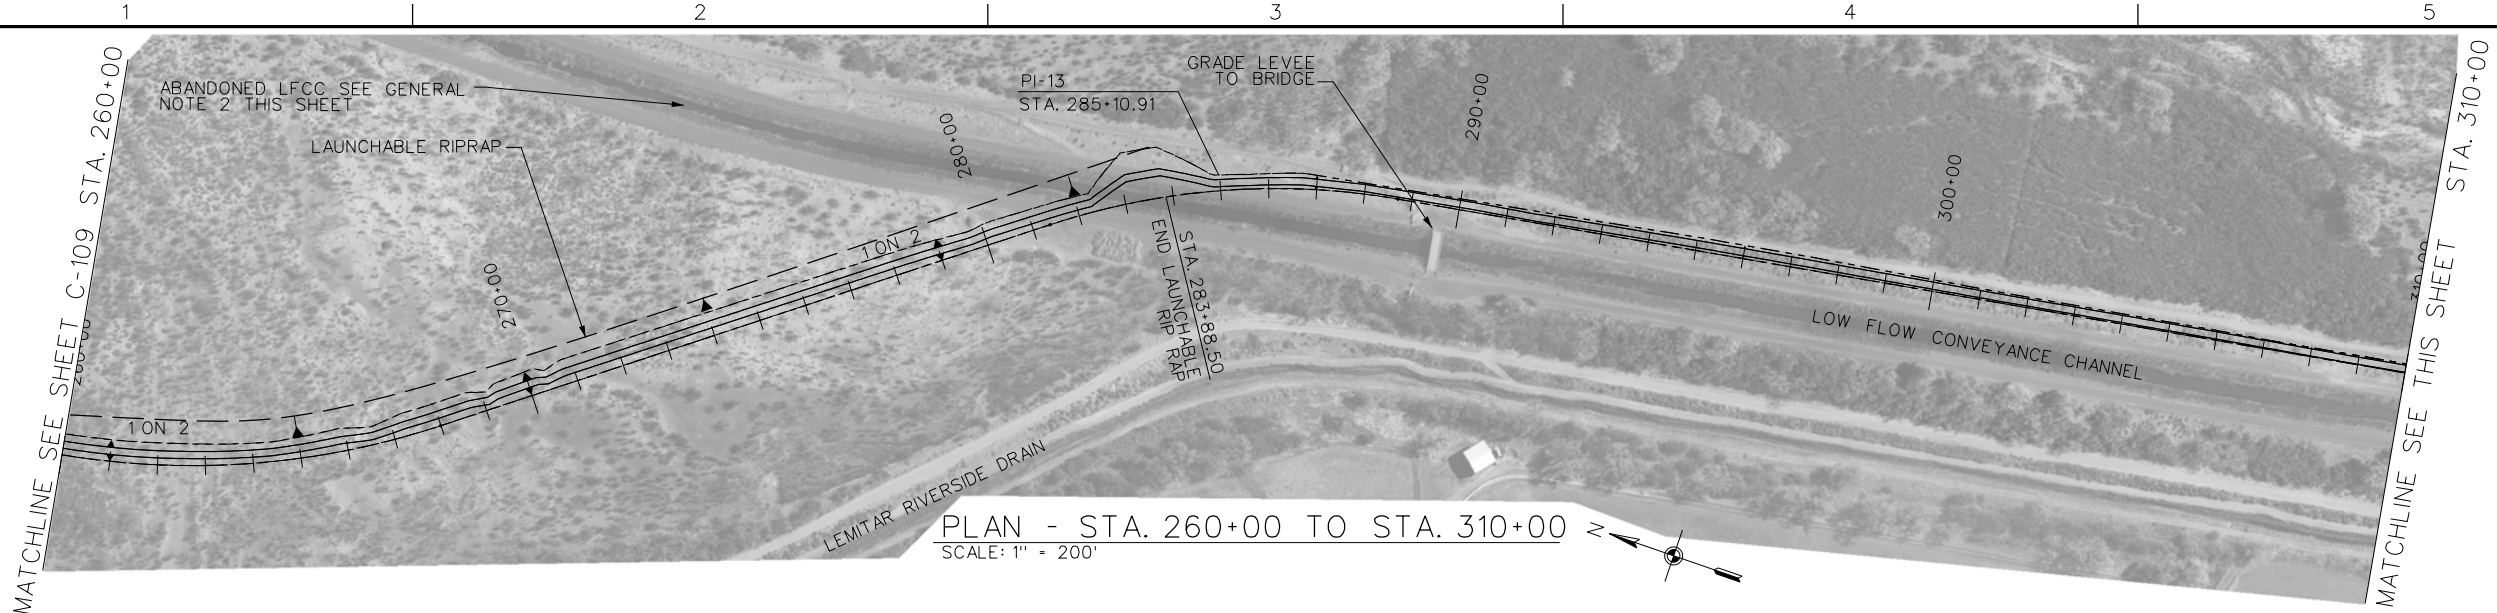 1
2
3
4
5
MATCHLINE SEE SHEET C-109 STA. 260+00
260+00
ABANDONED LFCC SEE GENERAL
NOTE 2 THIS SHEET
LAUNCHABLE RIPRAP
1 ON 2
270+00
1 ON 2
280+00
PI-13
STA. 285+10.91
GRADE LEVEE
TO BRIDGE
STA. 283+88.50
END LAUNCHABLE
RIP RAP
290+00
300+00
310+00
LOW FLOW CONVEYANCE CHANNEL
LEMITAR RIVERSIDE DRAIN
MATCHLINE SEE THIS SHEET STA. 310+00
PLAN - STA. 260+00 TO STA. 310+00
SCALE: 1" = 200'
N